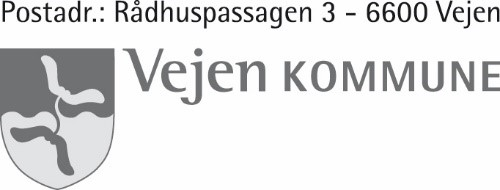 Postadr.: Rådhuspassagen 3 - 6600 Vejen
Vejen KOMMUNE